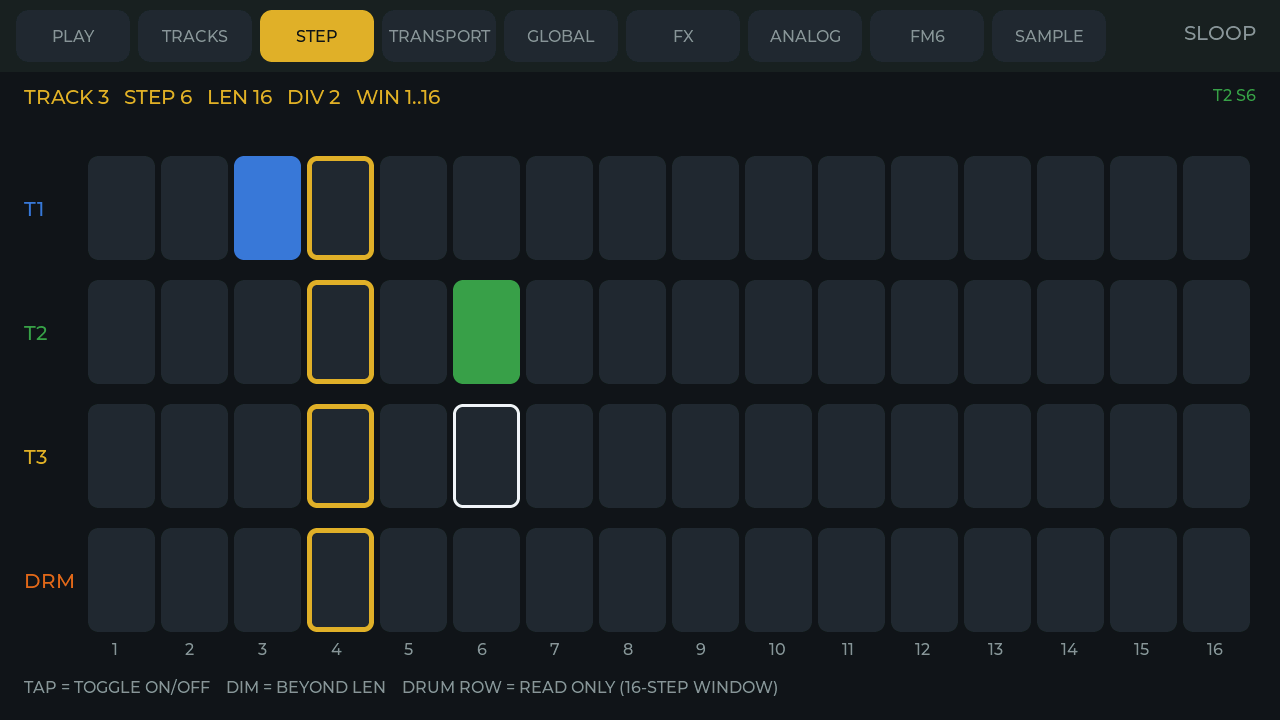 PLAY TRACKS STEP TRANSPORT GLOBAL FX ANALOG FM6 SAMPLE SLOOP
TRACK 3 STEP 6 LEN 16 DIV 2 WIN 1..16 T2 S6
T1
T2
T3
DRM
1 2 3 4 5 6 7 8 9 10 11 12 13 14 15 16
TAP = TOGGLE ON/OFF DIM = BEYOND LEN DRUM ROW = READ ONLY (16-STEP WINDOW)